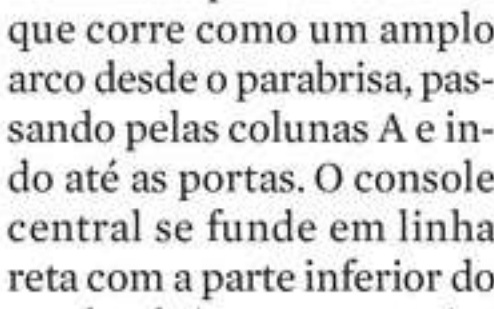 que corre como um amplo
arco desde o parabrisa, pas-
sando pelas colunas A e in-
do até as portas. O console
central se funde em linha
reta com a parte inferior do